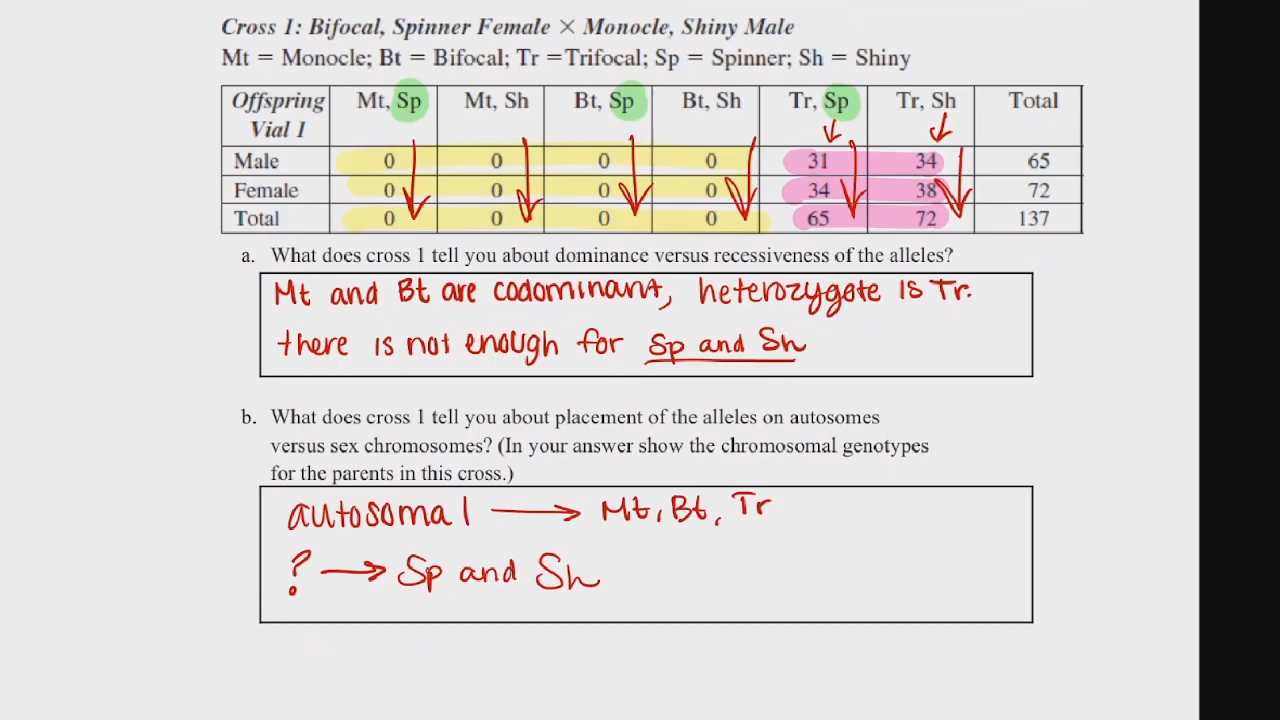 Cross 1: Bifocal, Spinner Female × Monocle, Shiny Male
Mt = Monocle; Bt = Bifocal; Tr =Trifocal; Sp = Spinner; Sh = Shiny
Offspring Vial 1 Mt, Sp Mt, Sh Bt, Sp Bt, Sh Tr, Sp Tr, Sh Total
Male 0 0 0 0 31 34 65
Female 0 0 0 0 34 38 72
Total 0 0 0 0 65 72 137
a. What does cross 1 tell you about dominance versus recessiveness of the alleles?
Mt and Bt are codominant, heterozygote is Tr.
there is not enough for Sp and Sh
b. What does cross 1 tell you about placement of the alleles on autosomes
versus sex chromosomes? (In your answer show the chromosomal genotypes
for the parents in this cross.)
autosomal → Mt, Bt, Tr
? → Sp and Sh